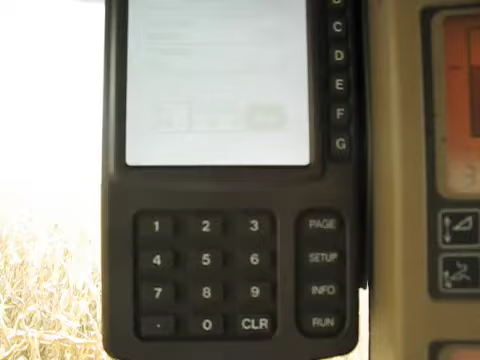 C
D
E
F
G
1 2 3 PAGE
4 5 6 SETUP
7 8 9 INFO
. 0 CLR RUN